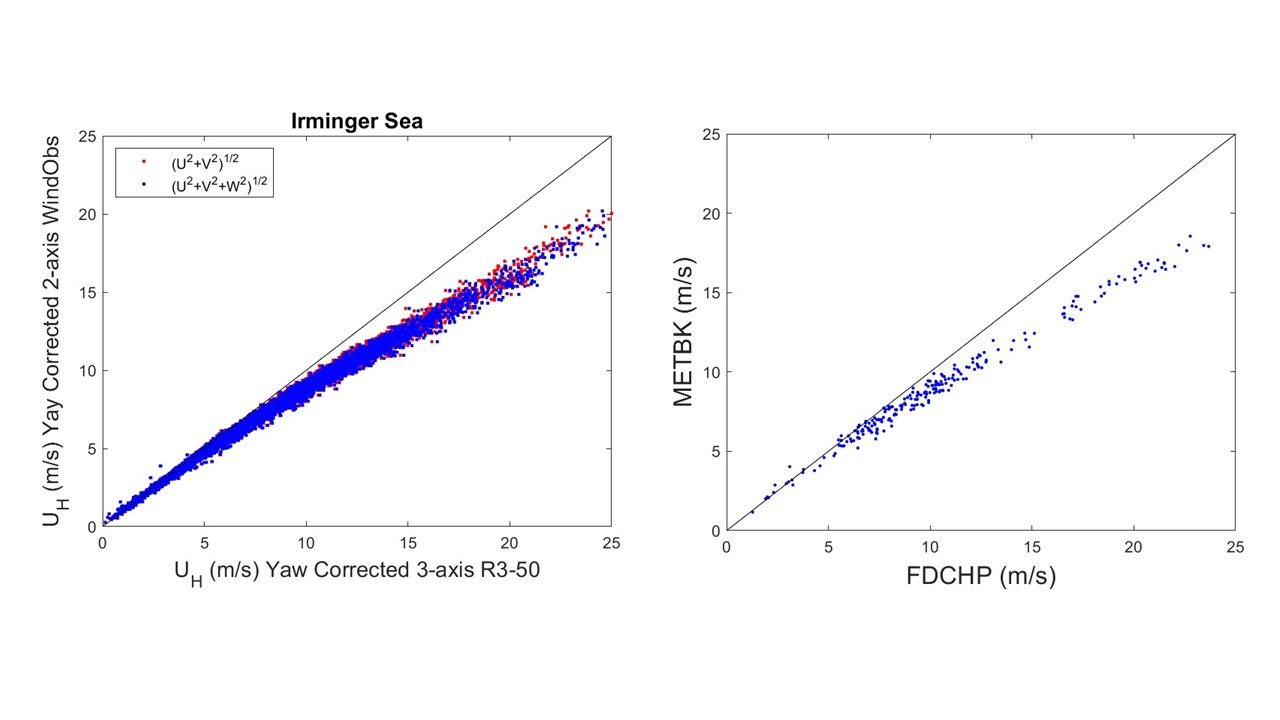 Irminger Sea
25
20
15
10
5
0
(U²+V²)^1/2
(U²+V²+W²)^1/2
U_H (m/s) Yay Corrected 2-axis WindObs
0 5 10 15 20 25
U_H (m/s) Yaw Corrected 3-axis R3-50
25
20
15
10
5
0
METBK (m/s)
0 5 10 15 20 25
FDCHP (m/s)